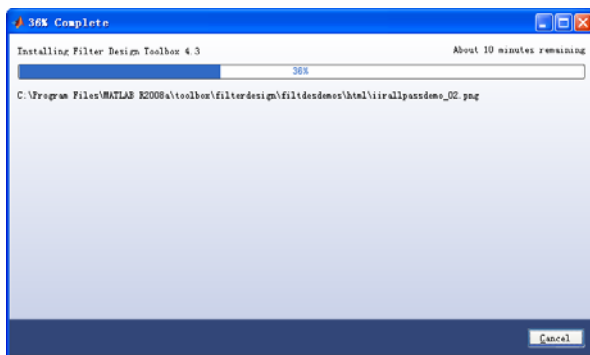 36% Complete
Installing Filter Design Toolbox 4.3
About 10 minutes remaining
36%
C:\Program Files\MATLAB R2008a\toolbox\filterdesign\filtdesdemos\html\iirallpassdemo_02.png
Cancel